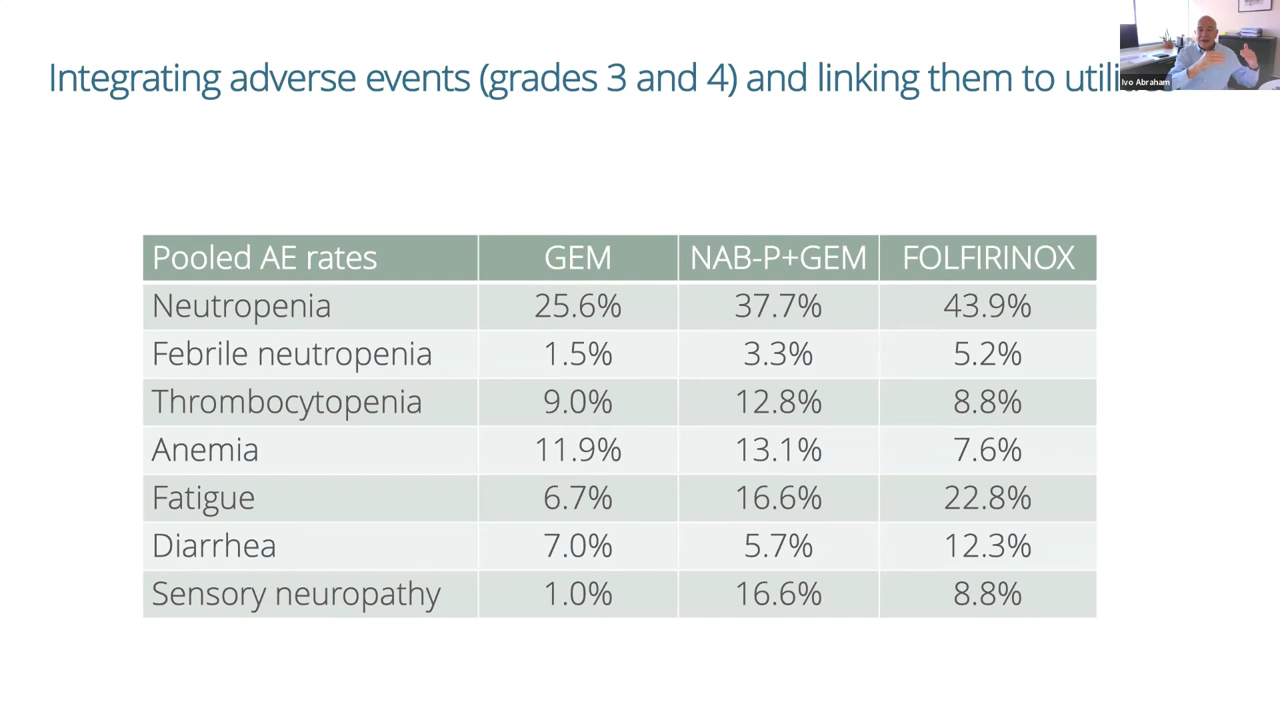 Integrating adverse events (grades 3 and 4) and linking them to
Ivo Abraham
Pooled AE rates GEM NAB-P+GEM FOLFIRINOX
Neutropenia 25.6% 37.7% 43.9%
Febrile neutropenia 1.5% 3.3% 5.2%
Thrombocytopenia 9.0% 12.8% 8.8%
Anemia 11.9% 13.1% 7.6%
Fatigue 6.7% 16.6% 22.8%
Diarrhea 7.0% 5.7% 12.3%
Sensory neuropathy 1.0% 16.6% 8.8%